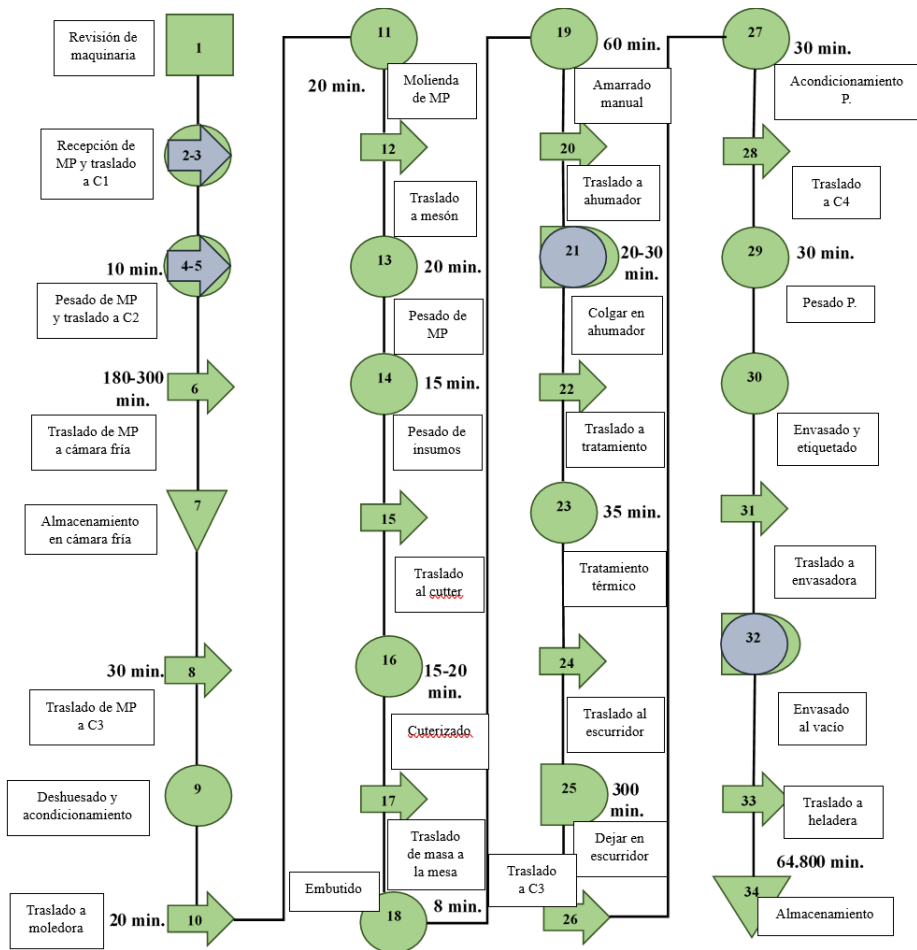 Revisión de
maquinaria
1
Recepción de
MP y traslado
a C1
2-3
10 min.
4-5
Pesado de MP
y traslado a C2
180-300
min.
6
Traslado de MP
a cámara fría
7
Almacenamiento
en cámara fría
30 min.
8
Traslado de MP
a C3
9
Deshuesado y
acondicionamiento
Traslado a
moledora
20 min.
10
11
20 min.
Molienda
de MP
12
Traslado
a mesón
13
20 min.
Pesado de
MP
14
15 min.
Pesado de
insumos
15
Traslado
al cutter
16
15-20
min.
Cuterizado
17
Traslado
de masa a
la mesa
Embutido
18
8 min.
19
60 min.
Amarrado
manual
20
Traslado a
ahumador
21
20-30
min.
Colgar en
ahumador
22
Traslado a
tratamiento
23
35 min.
Tratamiento
térmico
24
Traslado al
escurridor
25
300
min.
Dejar en
escurridor
Traslado
a C3
26
27
30 min.
Acondicionamiento
P.
28
Traslado
a C4
29
30 min.
Pesado P.
30
Envasado y
etiquetado
31
Traslado a
envasadora
32
Envasado
al vacío
33
Traslado a
heladera
64.800 min.
34
Almacenamiento